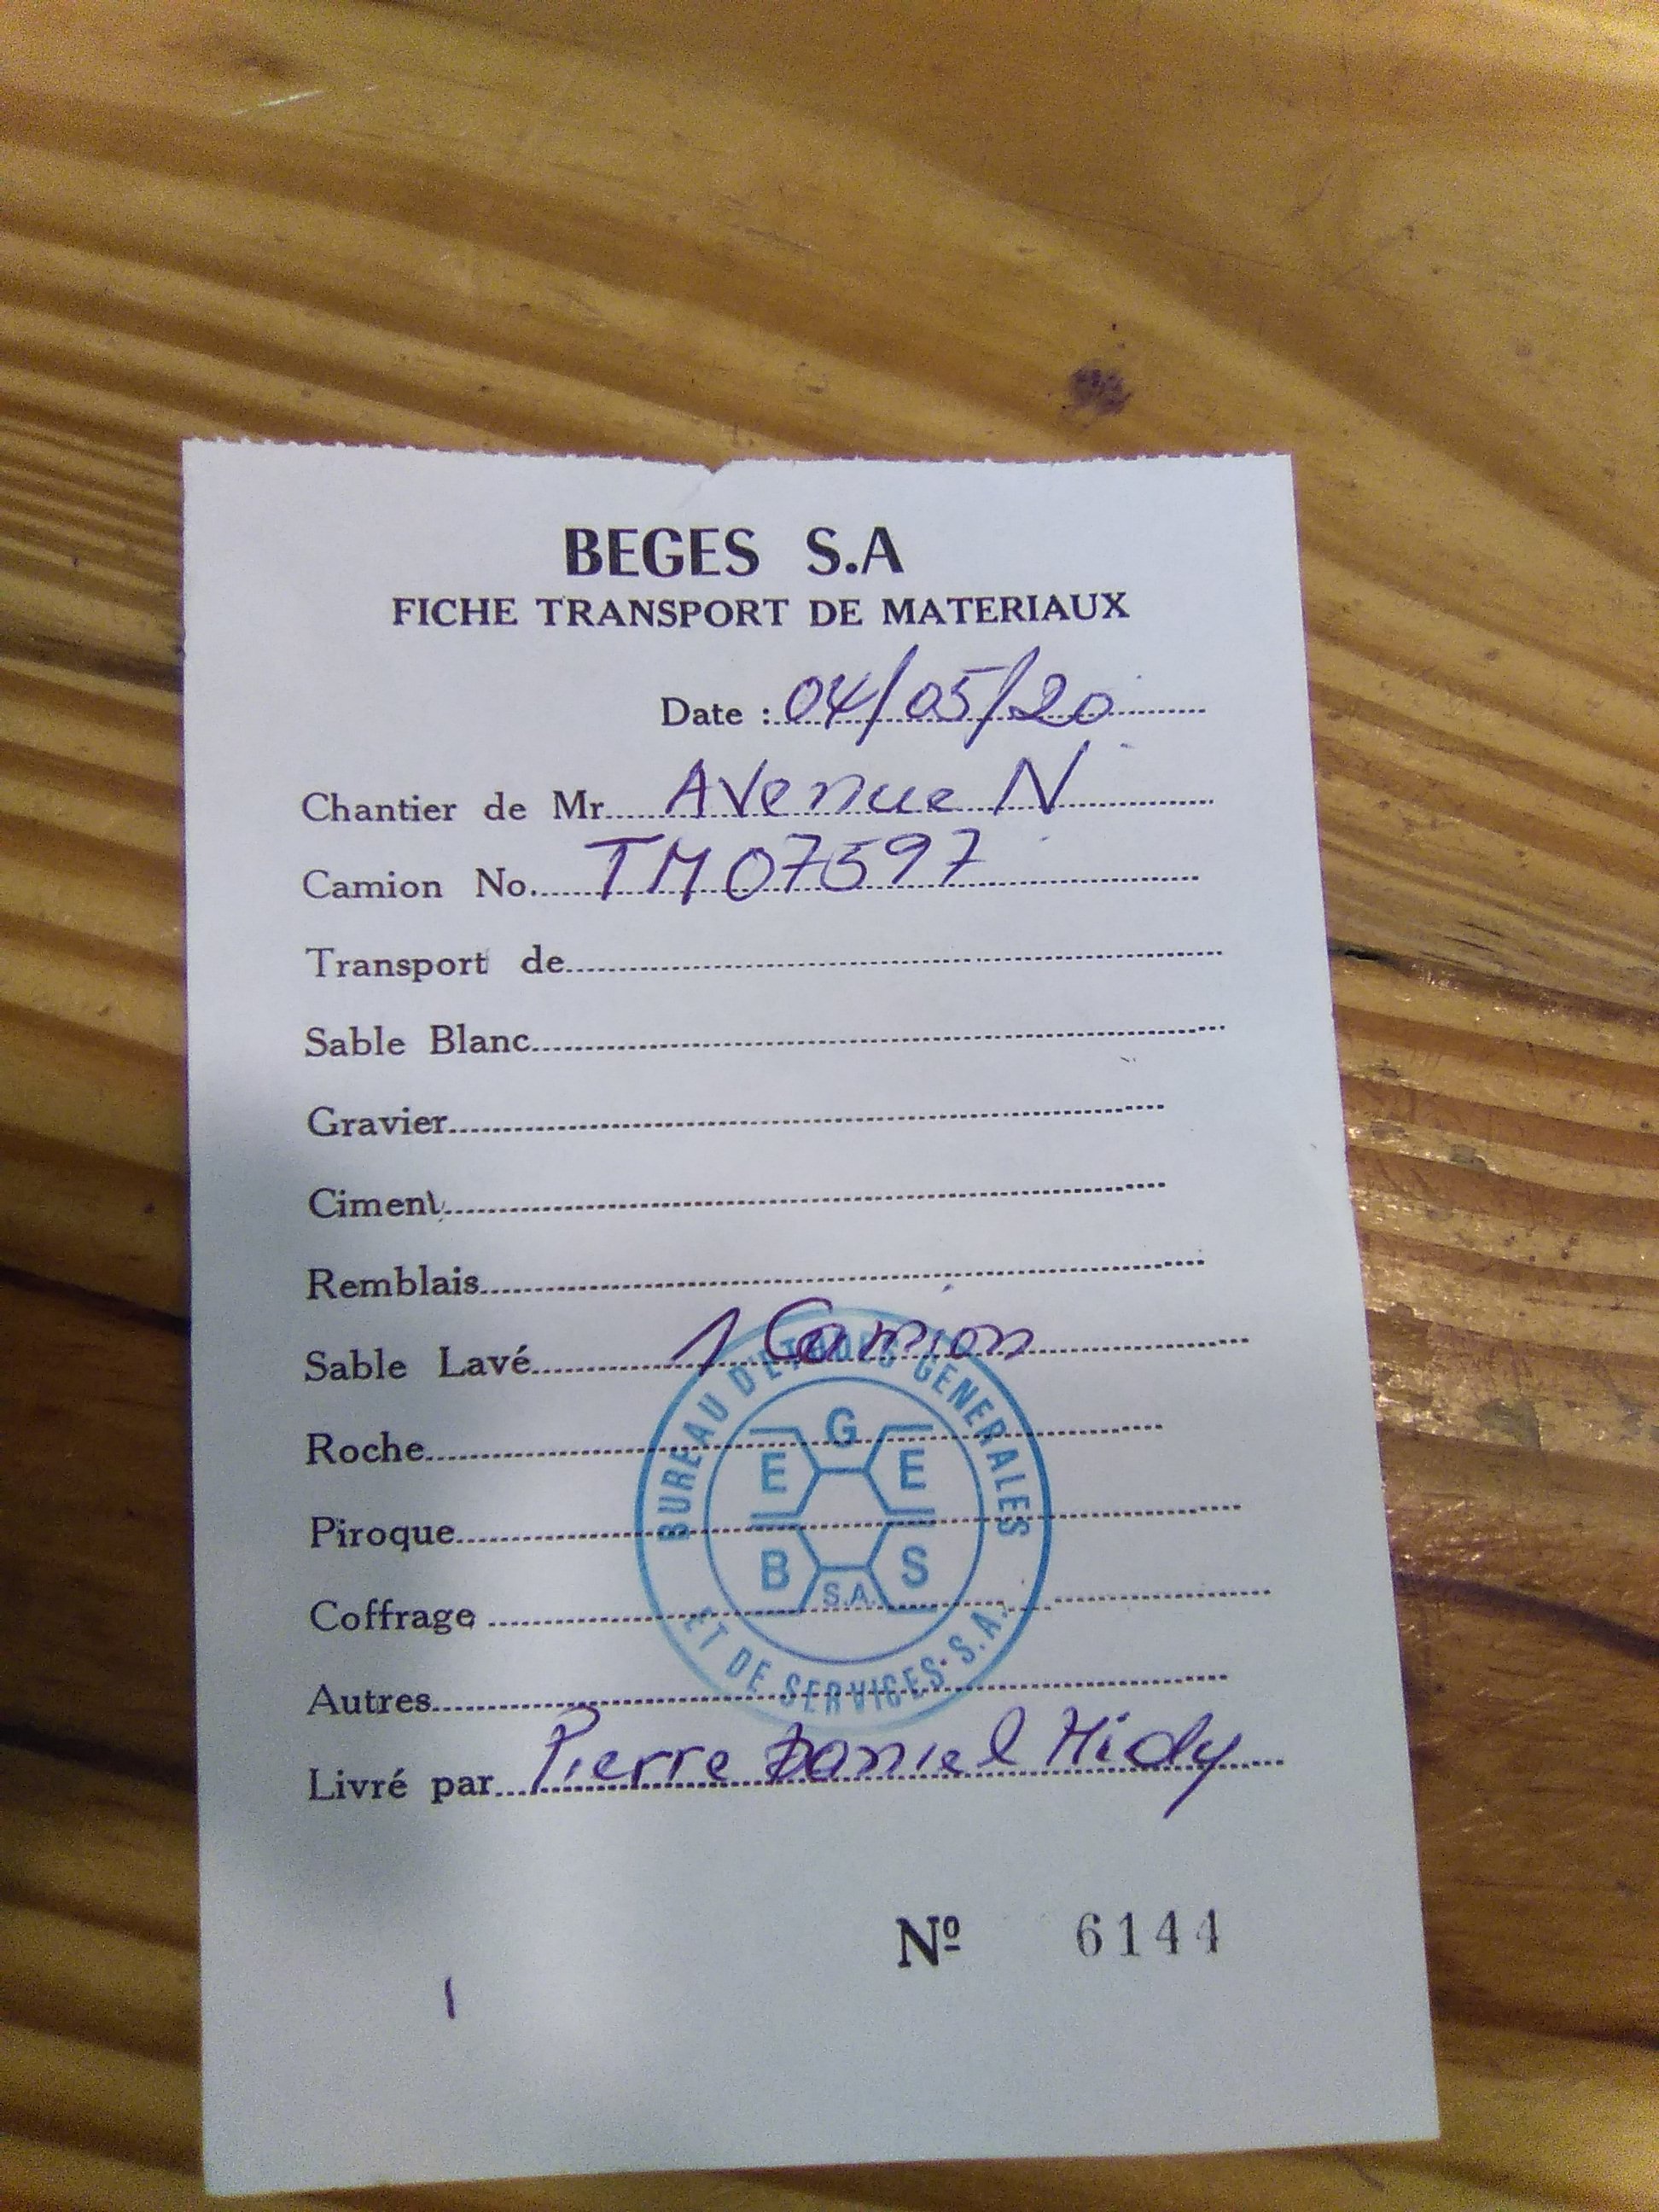 BEGES S.A
FICHE TRANSPORT DE MATERIAUX
Date : 04/05/20
Chantier de Mr. Avenue N
Camion No. TM07597
Transport de
Sable Blanc
Gravier
Ciment
Remblais
Sable Lavé 1 Camion
Roche
Piroque
Coffrage
Autres
Livré par Pierre Daniel Hidy
BUREAU D'ETUDES GENERALES
G
E E
B S
S.A.
ET DE SERVICES S.A.
Nº 6144